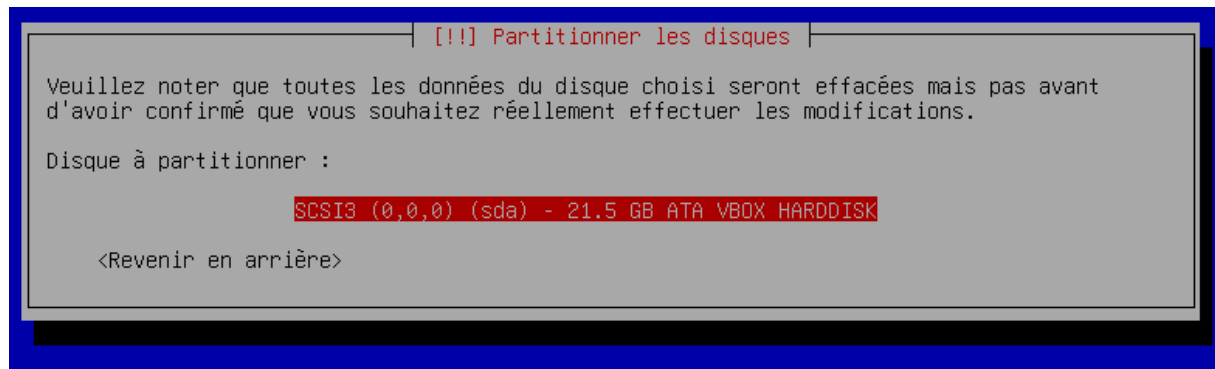 [!!] Partitionner les disques
Veuillez noter que toutes les données du disque choisi seront effacées mais pas avant
d'avoir confirmé que vous souhaitez réellement effectuer les modifications.
Disque à partitionner :
SCSI3 (0,0,0) (sda) - 21.5 GB ATA VBOX HARDDISK
<Revenir en arrière>